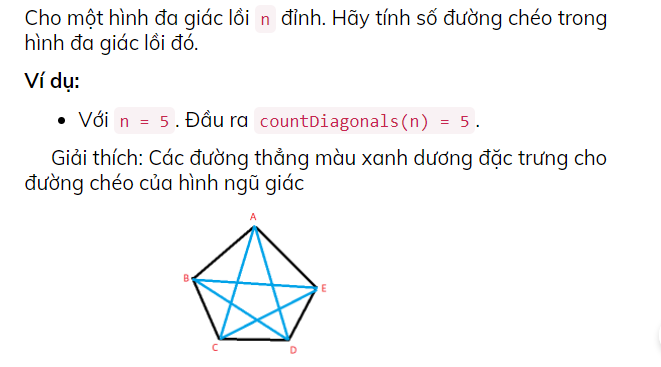 Cho một hình đa giác lồi n đỉnh. Hãy tính số đường chéo trong
hình đa giác lồi đó.
Ví dụ:
• Với n = 5. Đầu ra countDiagonals(n) = 5.
Giải thích: Các đường thẳng màu xanh dương đặc trưng cho
đường chéo của hình ngũ giác
A
B
E
C
D